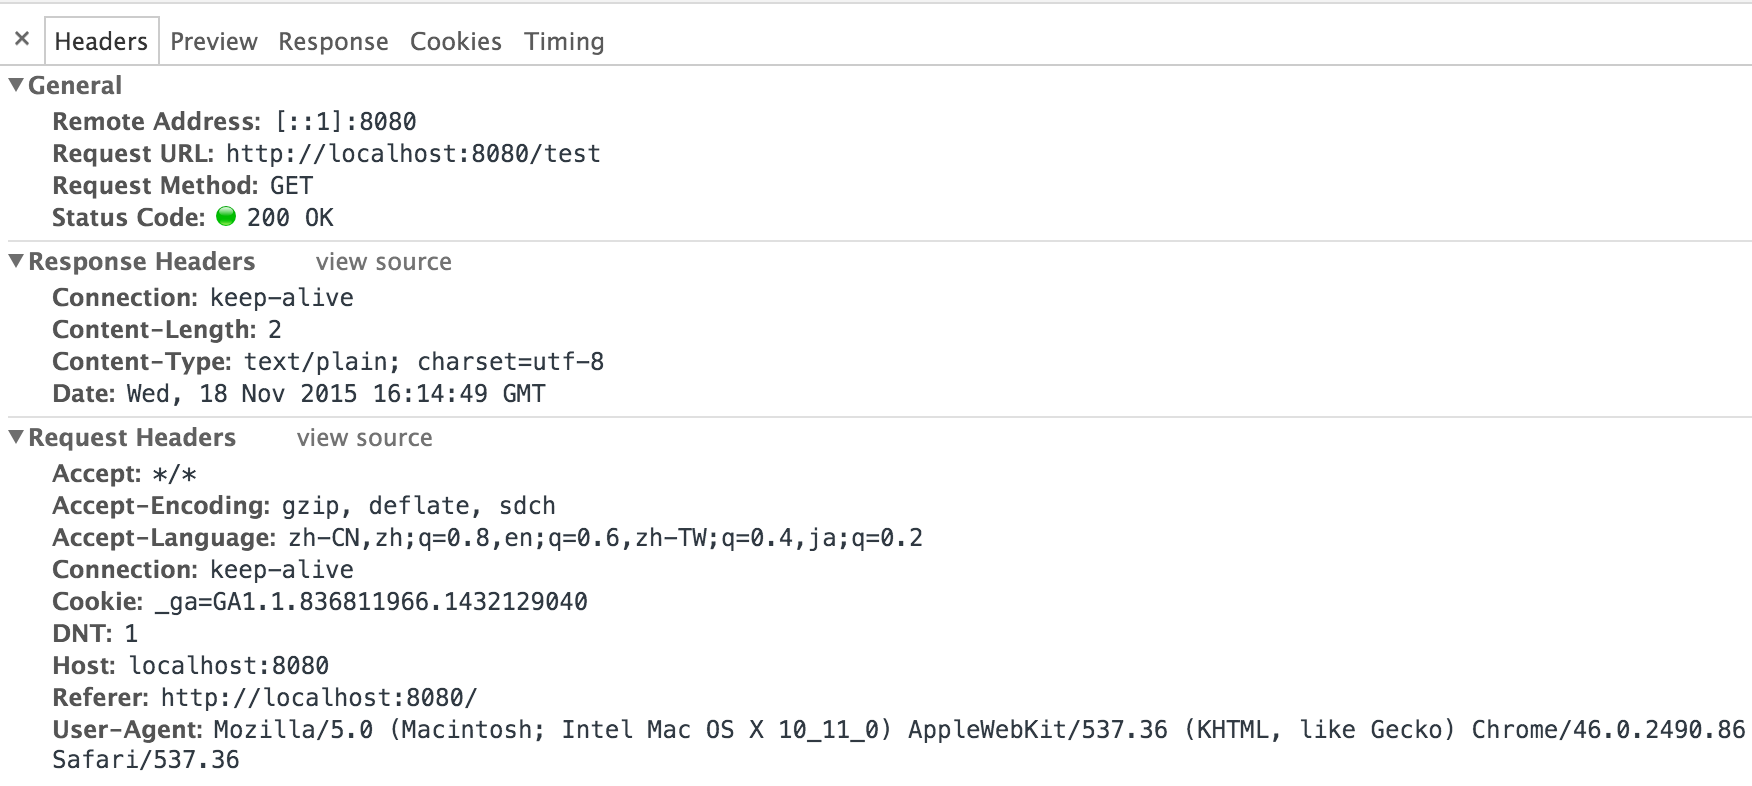 × Headers Preview Response Cookies Timing
▼General
Remote Address: [::1]:8080
Request URL: http://localhost:8080/test
Request Method: GET
Status Code: 200 OK
▼Response Headers view source
Connection: keep-alive
Content-Length: 2
Content-Type: text/plain; charset=utf-8
Date: Wed, 18 Nov 2015 16:14:49 GMT
▼Request Headers view source
Accept: */*
Accept-Encoding: gzip, deflate, sdch
Accept-Language: zh-CN,zh;q=0.8,en;q=0.6,zh-TW;q=0.4,ja;q=0.2
Connection: keep-alive
Cookie: _ga=GA1.1.836811966.1432129040
DNT: 1
Host: localhost:8080
Referer: http://localhost:8080/
User-Agent: Mozilla/5.0 (Macintosh; Intel Mac OS X 10_11_0) AppleWebKit/537.36 (KHTML, like Gecko) Chrome/46.0.2490.86
Safari/537.36